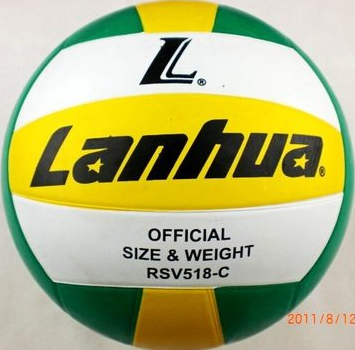 L®
Lanhua®
OFFICIAL
SIZE & WEIGHT
RSV518-C
2011/8/12